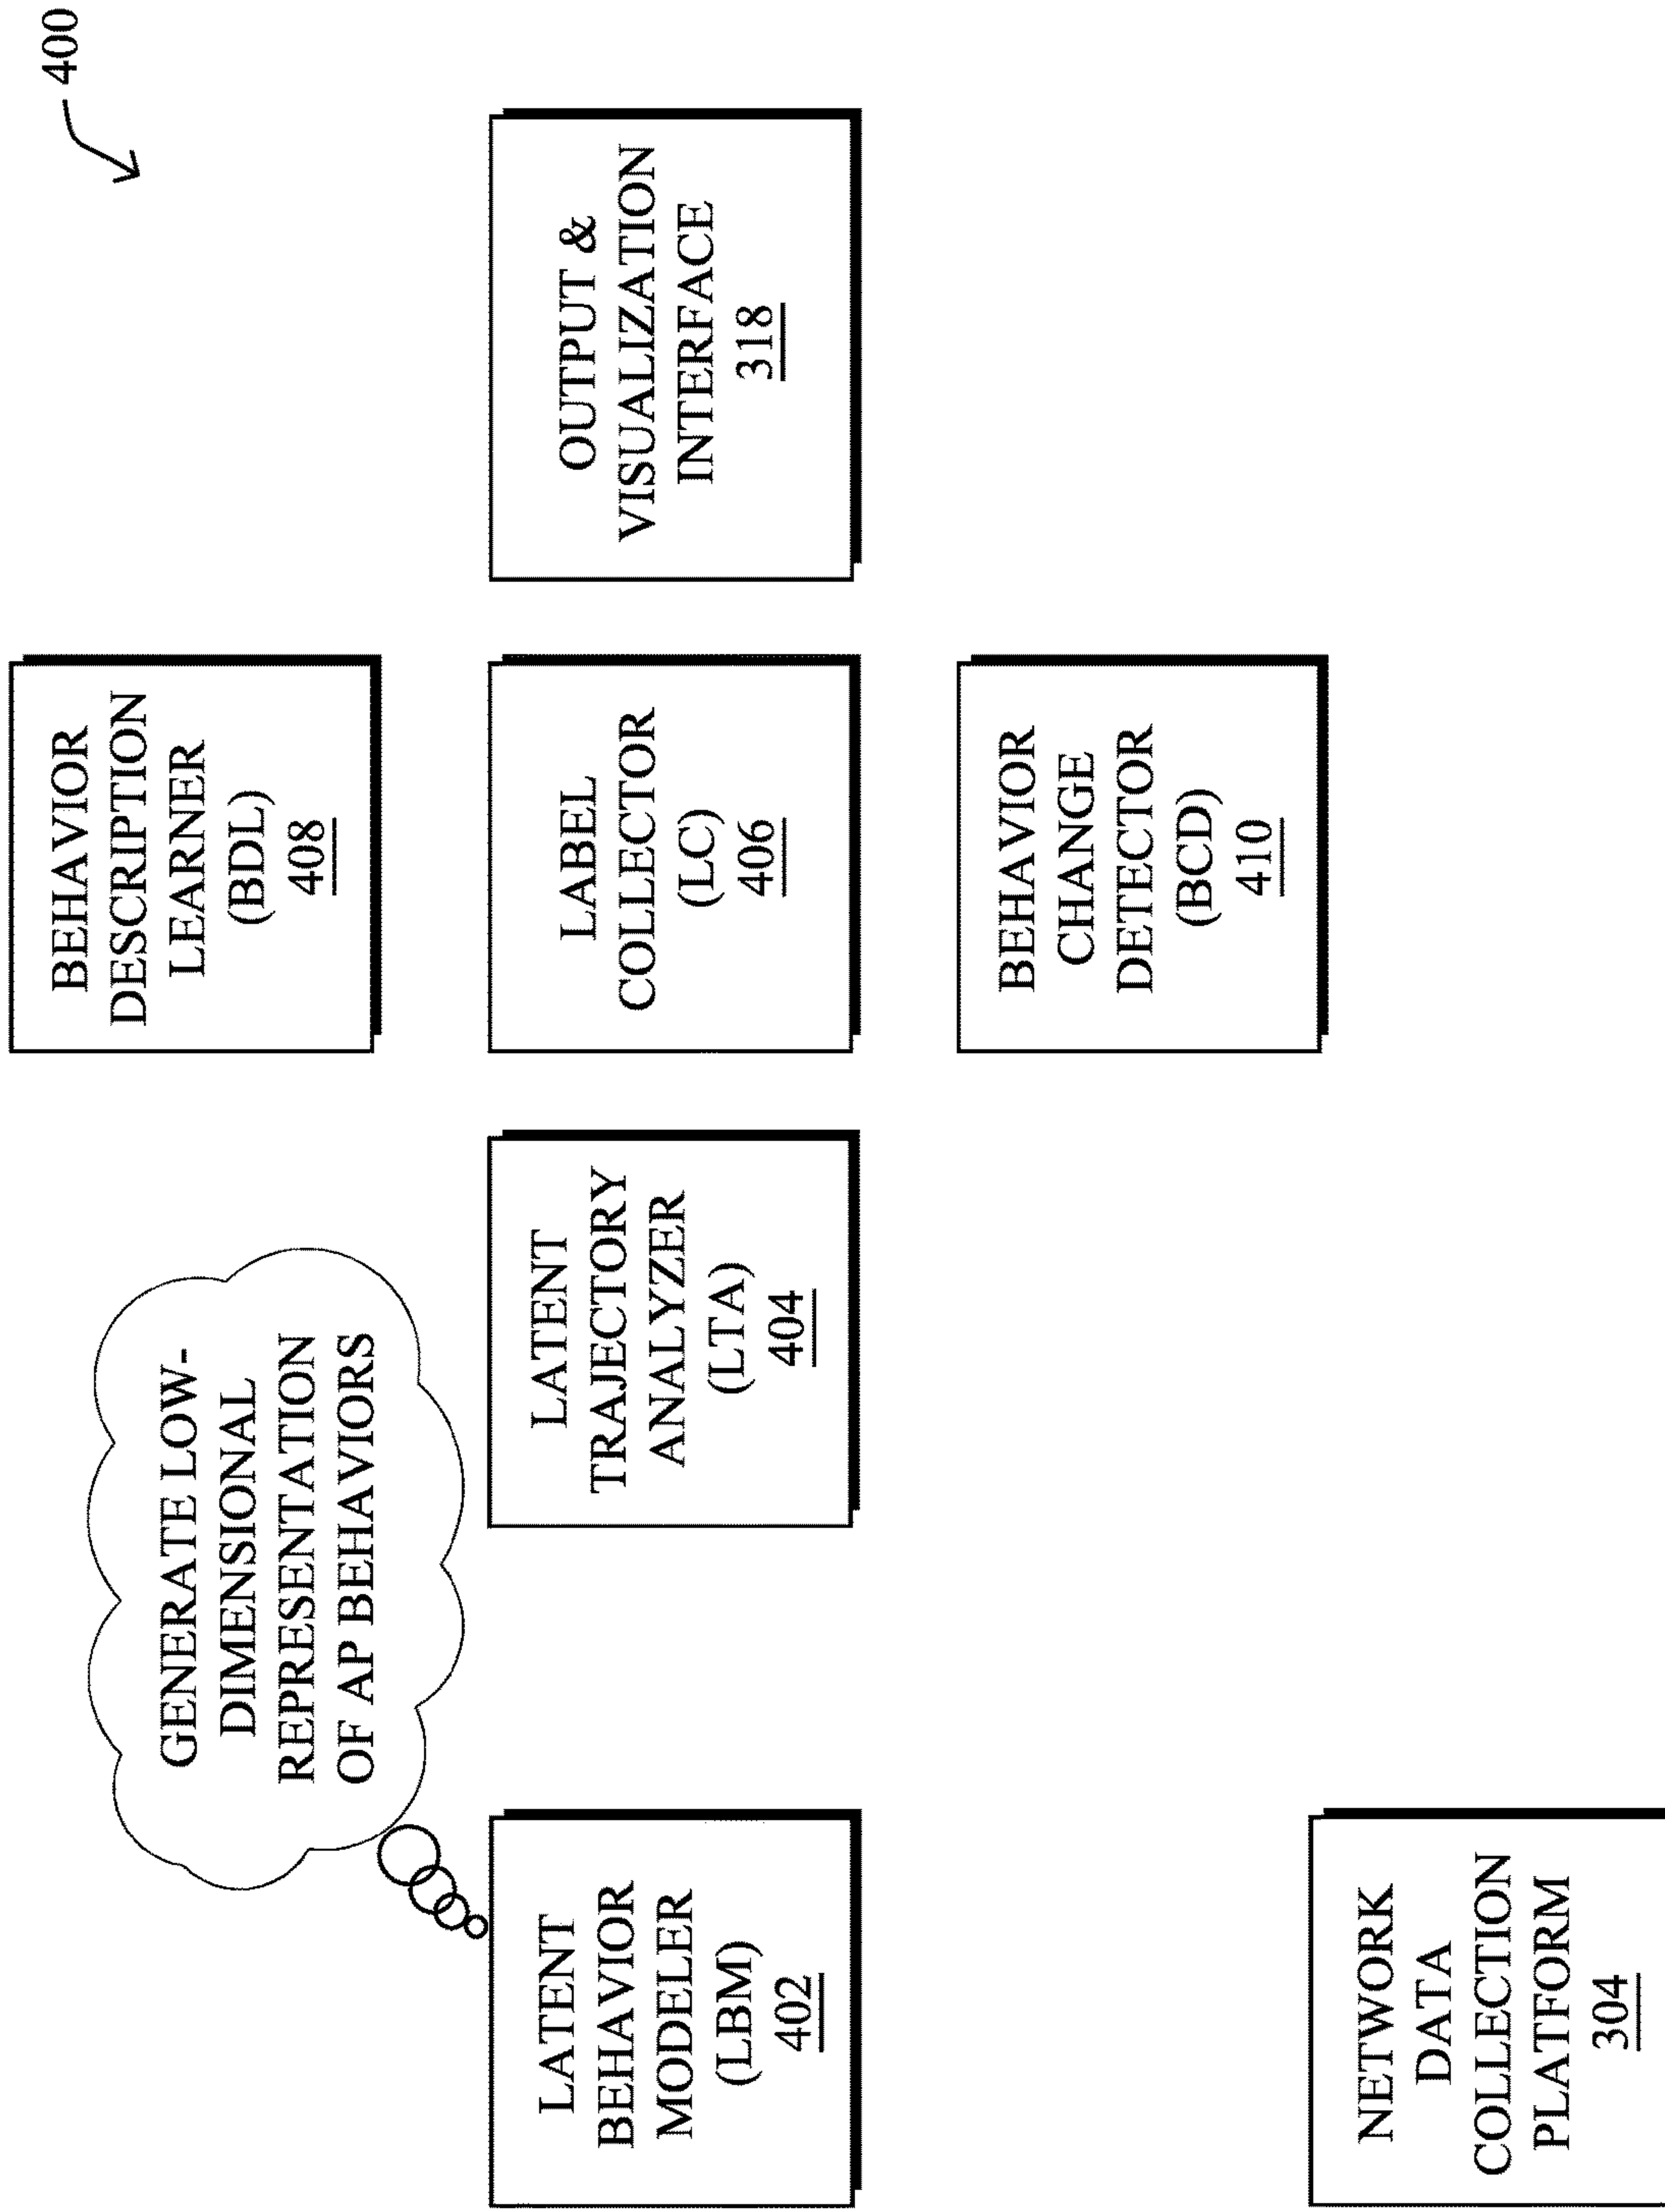 400
GENERATE LOW-
DIMENSIONAL
REPRESENTATION
OF AP BEHAVIORS
BEHAVIOR
DESCRIPTION
LEARNER
(BDL)
408
LATENT
BEHAVIOR
MODELER
(LBM)
402
LATENT
TRAJECTORY
ANALYZER
(LTA)
404
LABEL
COLLECTOR
(LC)
406
OUTPUT &
VISUALIZATION
INTERFACE
318
BEHAVIOR
CHANGE
DETECTOR
(BCD)
410
NETWORK
DATA
COLLECTION
PLATFORM
304